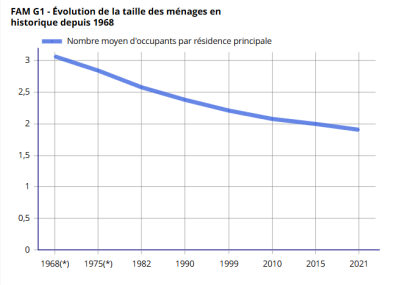 FAM G1 - Évolution de la taille des ménages en
historique depuis 1968
Nombre moyen d'occupants par résidence principale
3
2,5
2
1,5
1
0,5
0
1968(*) 1975(*) 1982 1990 1999 2010 2015 2021